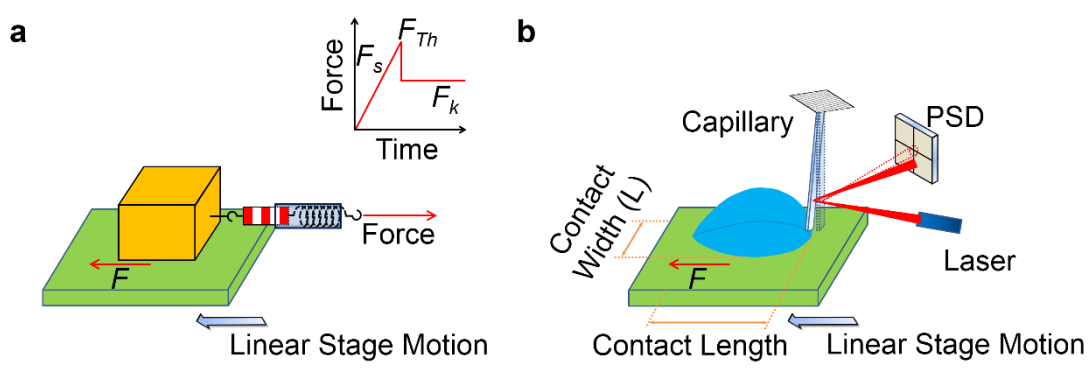 a
Force
F_s
F_Th
F_k
Time
Force
F
Linear Stage Motion
b
Capillary
PSD
Contact
Width (L)
Laser
F
Contact Length
Linear Stage Motion